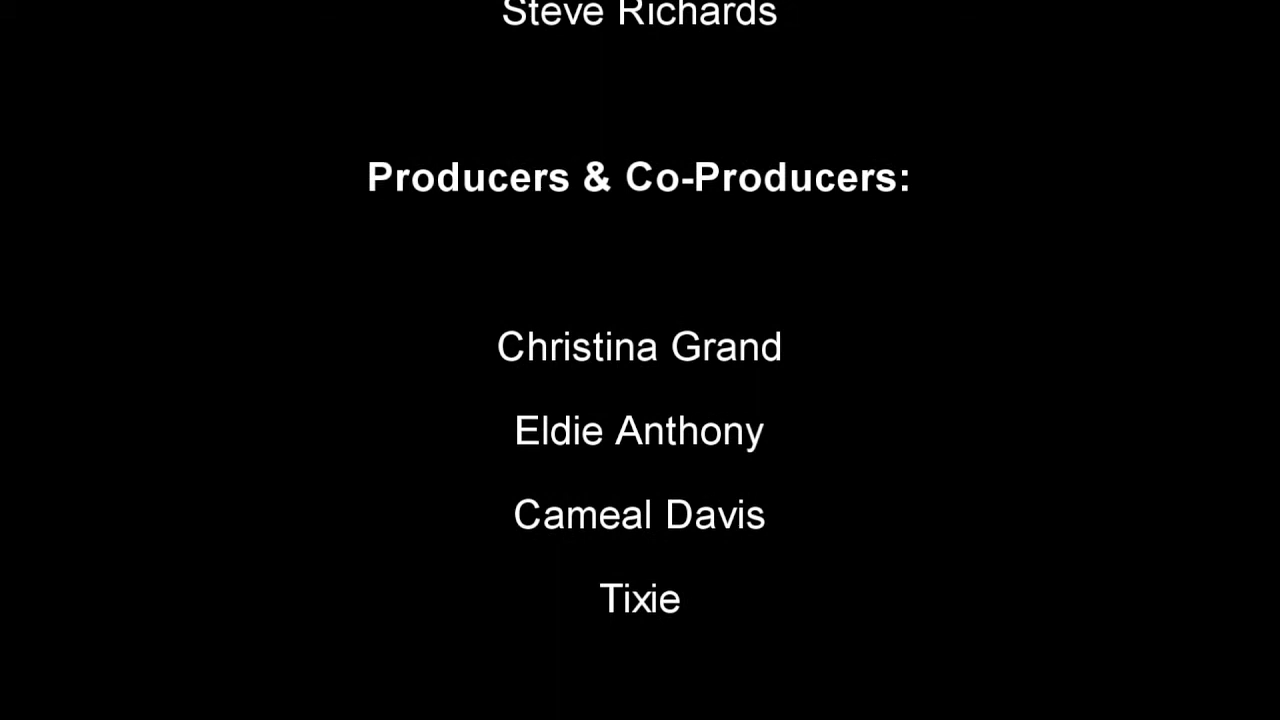 Steve Richards
Producers & Co-Producers:
Christina Grand
Eldie Anthony
Cameal Davis
Tixie